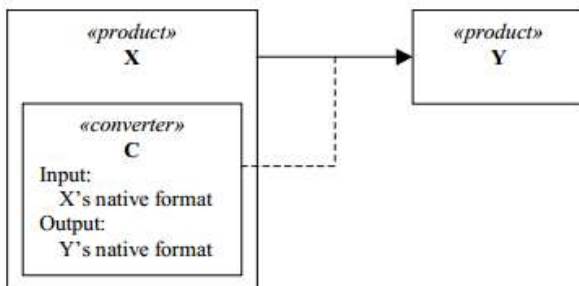 «product»
X
«converter»
C
Input:
X’s native format
Output:
Y’s native format
«product»
Y